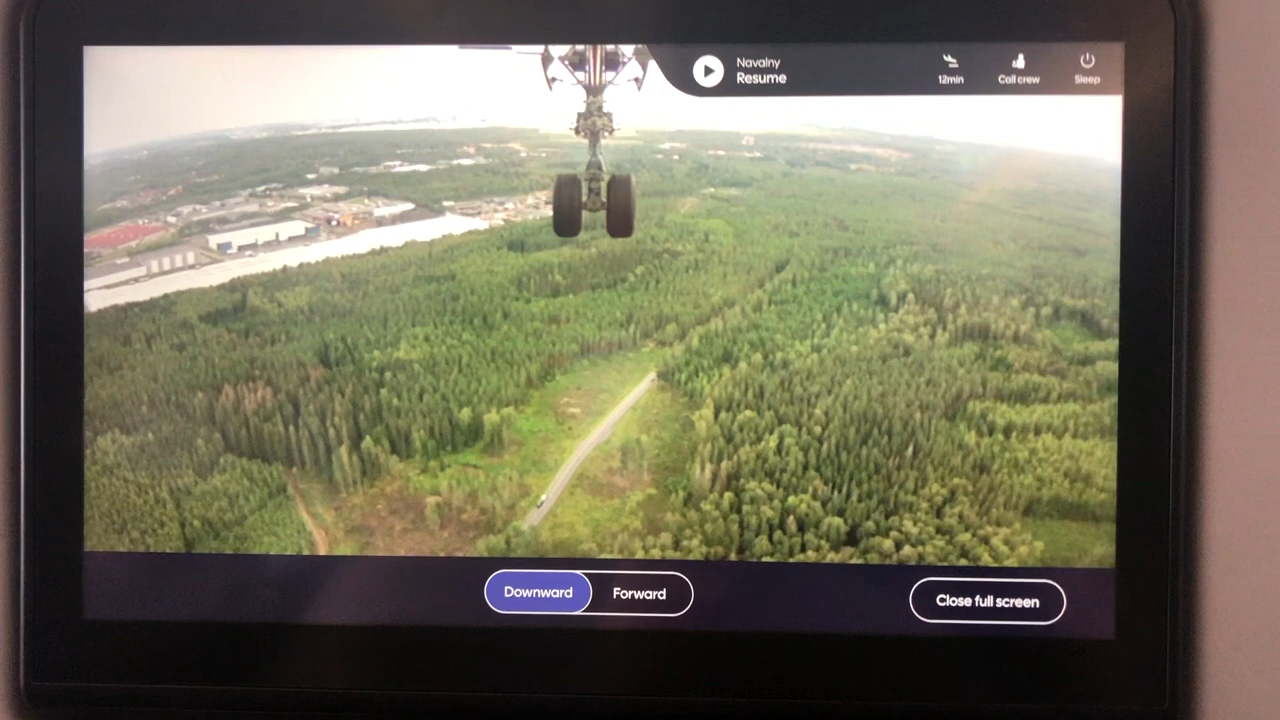 Navalny
Resume
12min
Call crew
Sleep
Downward
Forward
Close full screen